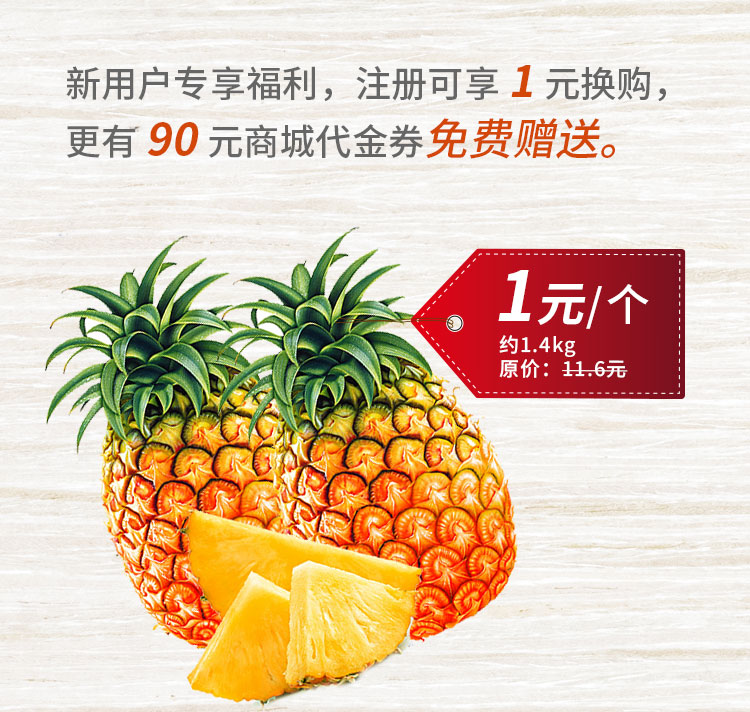 新用户专享福利，注册可享 1 元换购，
更有 90 元商城代金券免费赠送。
1元/个
约1.4kg
原价：11.6元